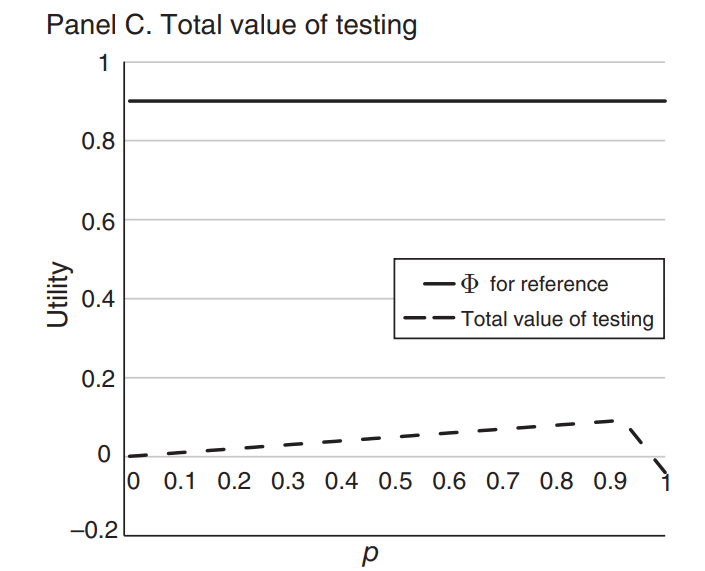 Panel C. Total value of testing
1
0.8
0.6
0.4
0.2
0
−0.2
Utility
Φ for reference
Total value of testing
0 0.1 0.2 0.3 0.4 0.5 0.6 0.7 0.8 0.9 1
p